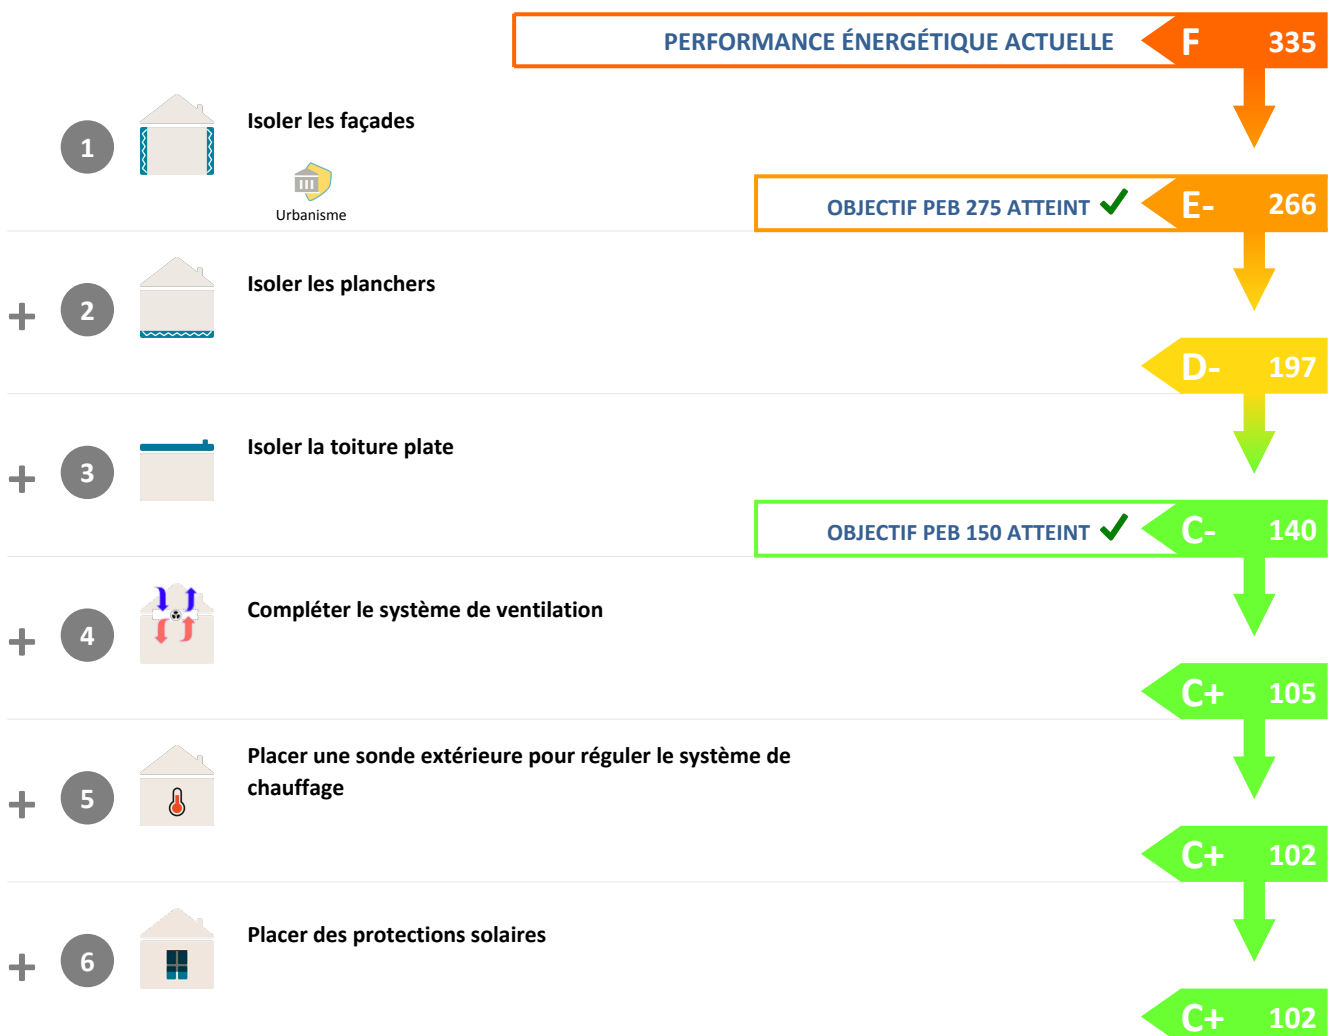 PERFORMANCE ÉNERGÉTIQUE ACTUELLE F 335
1 Isoler les façades
Urbanisme
OBJECTIF PEB 275 ATTEINT E- 266
+ 2 Isoler les planchers
D- 197
+ 3 Isoler la toiture plate
OBJECTIF PEB 150 ATTEINT C- 140
+ 4 Compléter le système de ventilation
C+ 105
+ 5 Placer une sonde extérieure pour réguler le système de
chauffage
C+ 102
+ 6 Placer des protections solaires
C+ 102